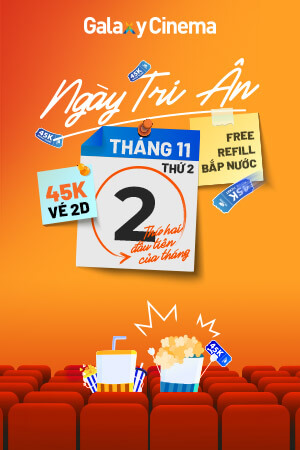 Galaxy Cinema
Ngày Tri Ân
45K
45K
THÁNG 11
THỨ 2
FREE
REFILL
BẮP NƯỚC
45K
VÉ 2D
2
Thứ hai
đầu tiên
của tháng
45K